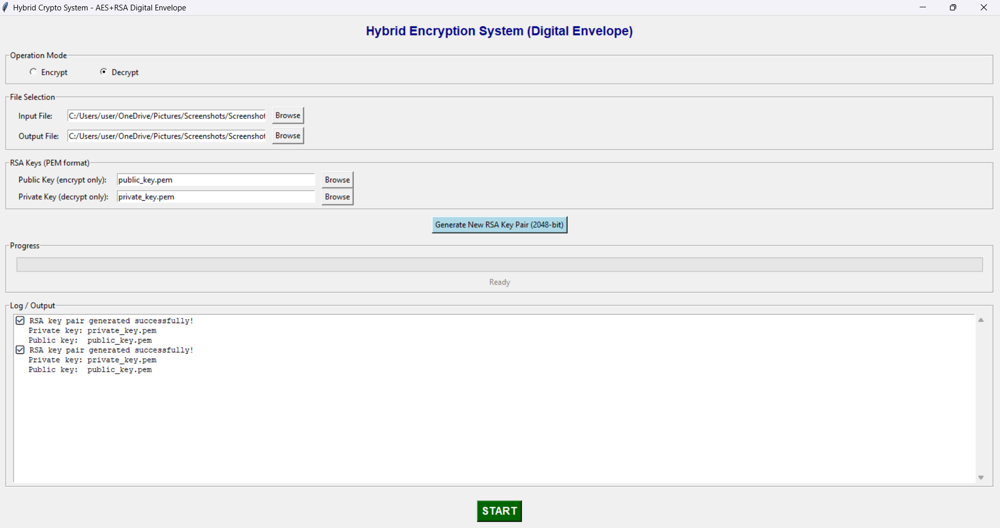 Hybrid Crypto System - AES+RSA Digital Envelope
Hybrid Encryption System (Digital Envelope)
Operation Mode
Encrypt Decrypt
File Selection
Input File: C:/Users/user/OneDrive/Pictures/Screenshots/Screenshot Browse
Output File: C:/Users/user/OneDrive/Pictures/Screenshots/Screenshot Browse
RSA Keys (PEM format)
Public Key (encrypt only): public_key.pem Browse
Private Key (decrypt only): private_key.pem Browse
Generate New RSA Key Pair (2048-bit)
Progress
Ready
Log / Output
RSA key pair generated successfully!
Private key: private_key.pem
Public key: public_key.pem
RSA key pair generated successfully!
Private key: private_key.pem
Public key: public_key.pem
START